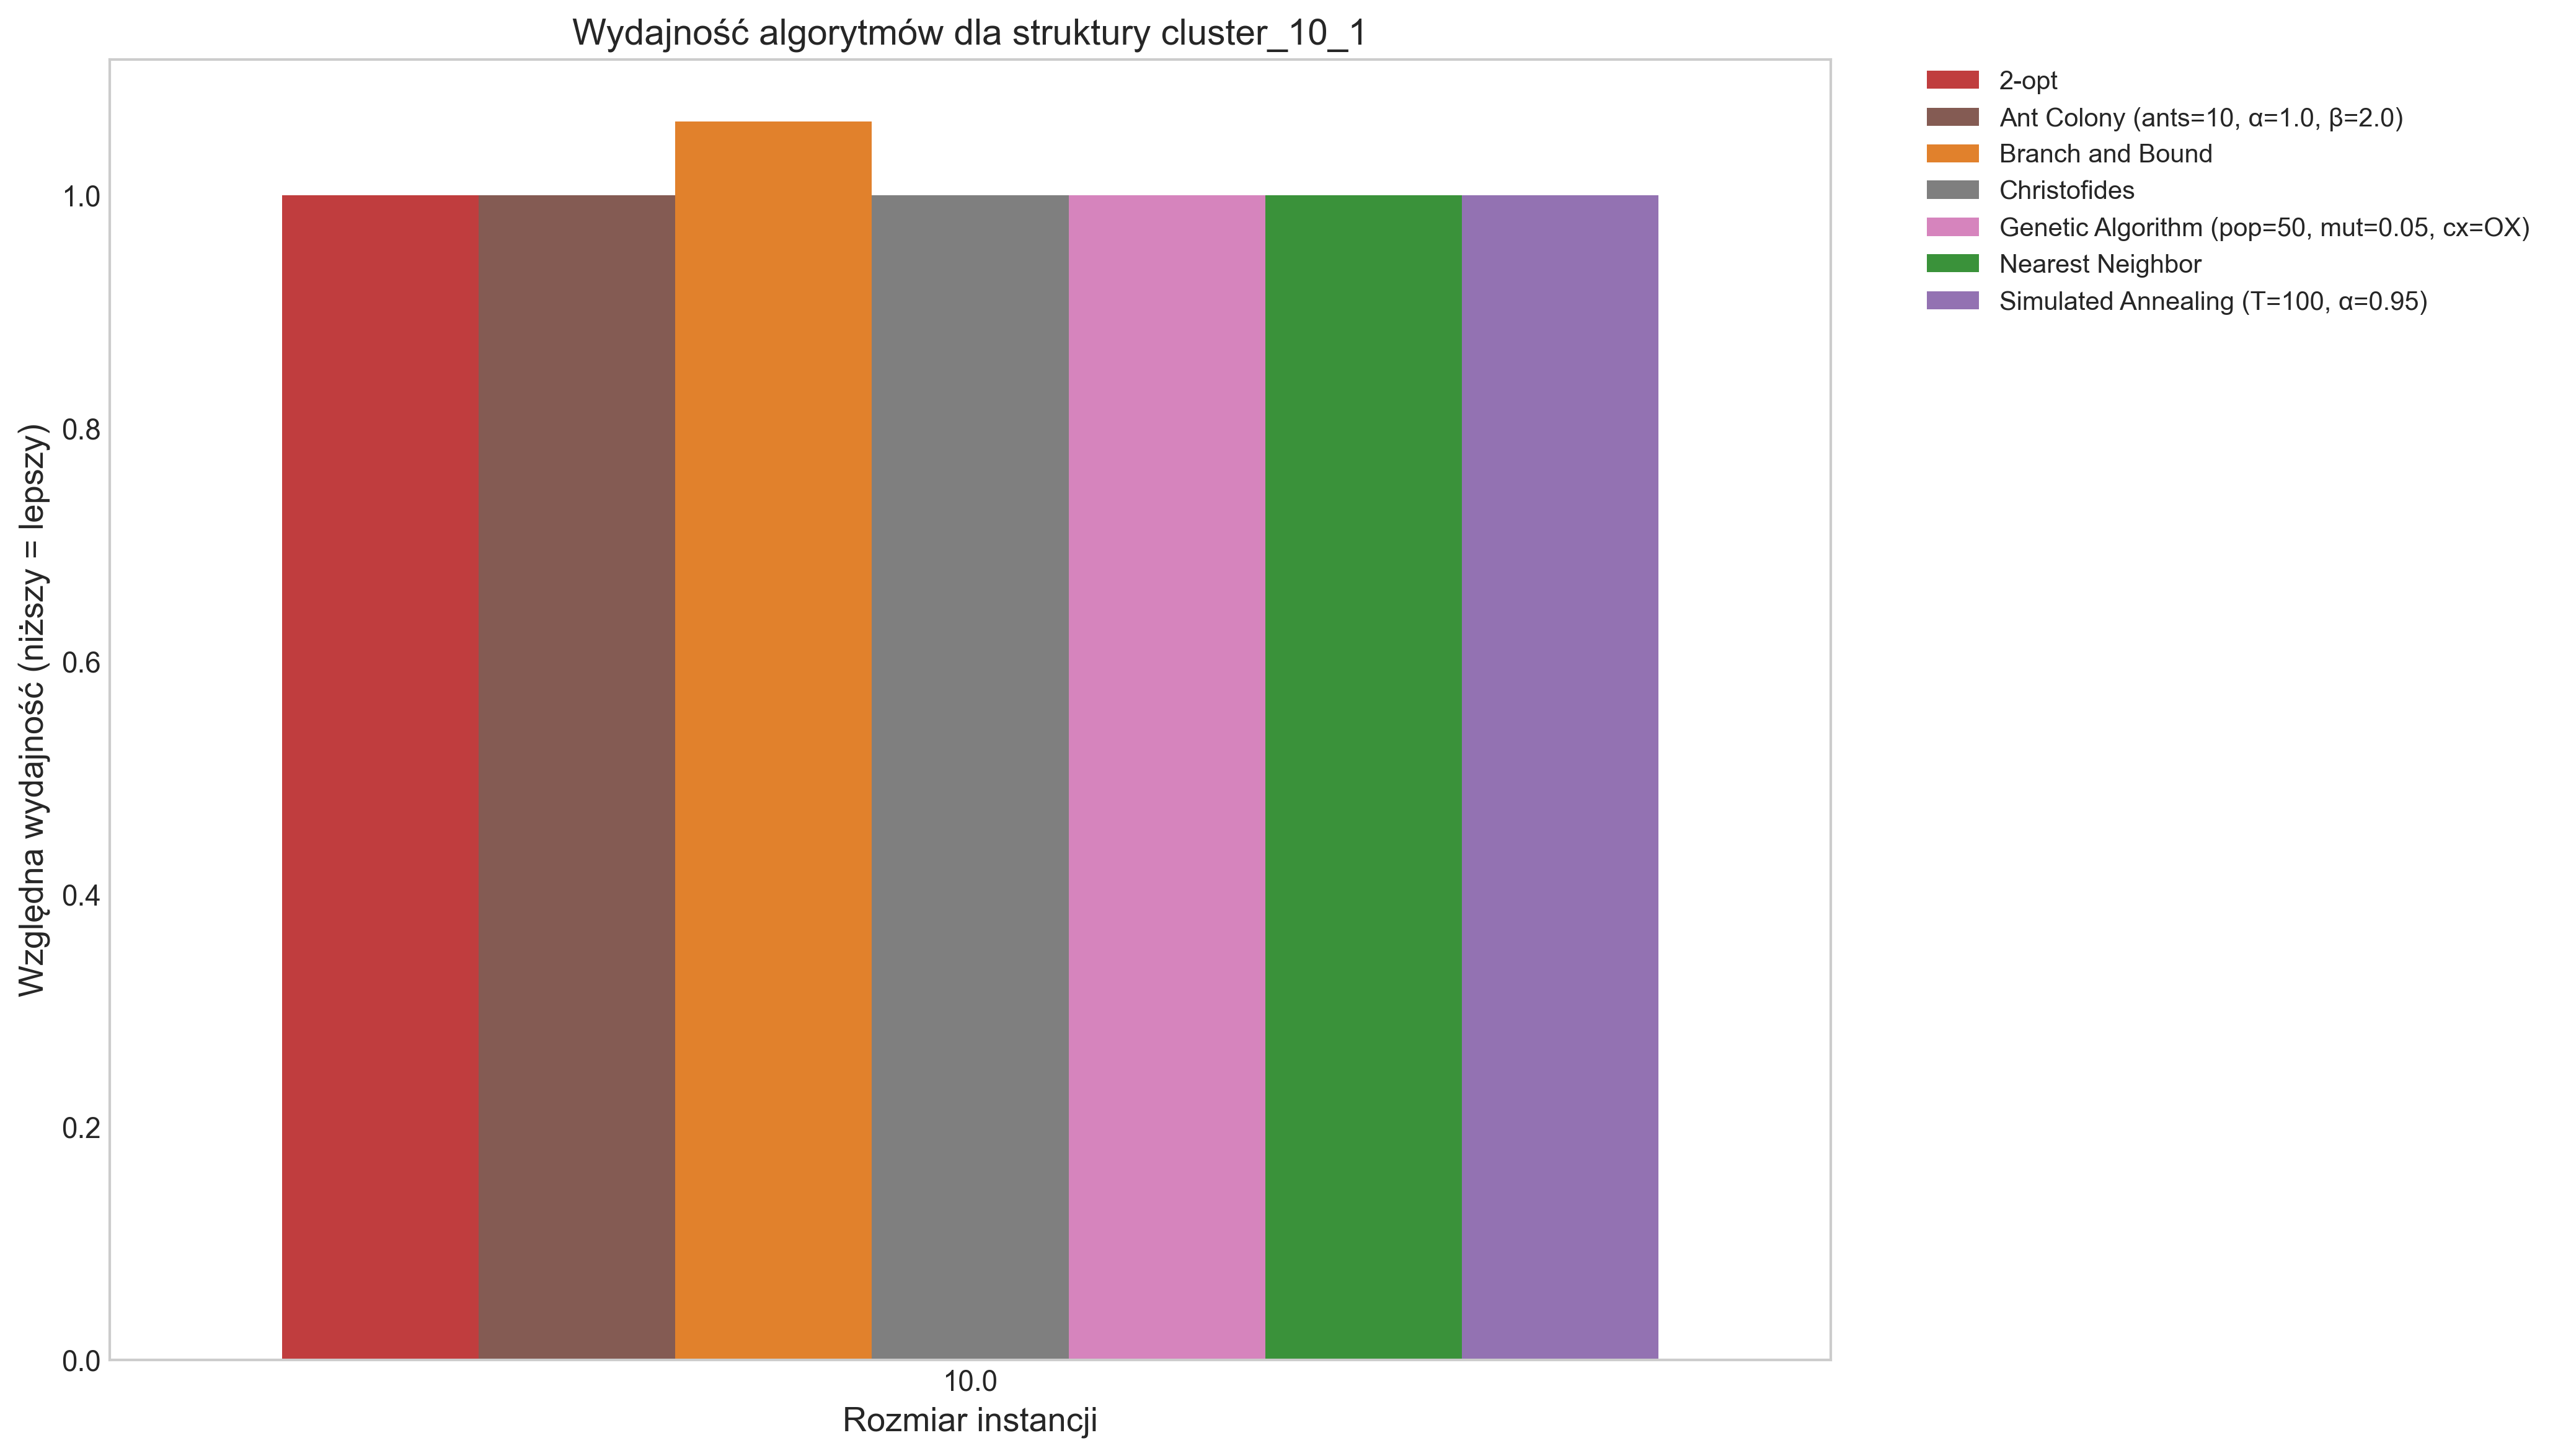 Wydajność algorytmów dla struktury cluster_10_1
2-opt
Ant Colony (ants=10, α=1.0, β=2.0)
Branch and Bound
Christofides
Genetic Algorithm (pop=50, mut=0.05, cx=OX)
Nearest Neighbor
Simulated Annealing (T=100, α=0.95)
Względna wydajność (niższy = lepszy)
1.0
0.8
0.6
0.4
0.2
0.0
10.0
Rozmiar instancji